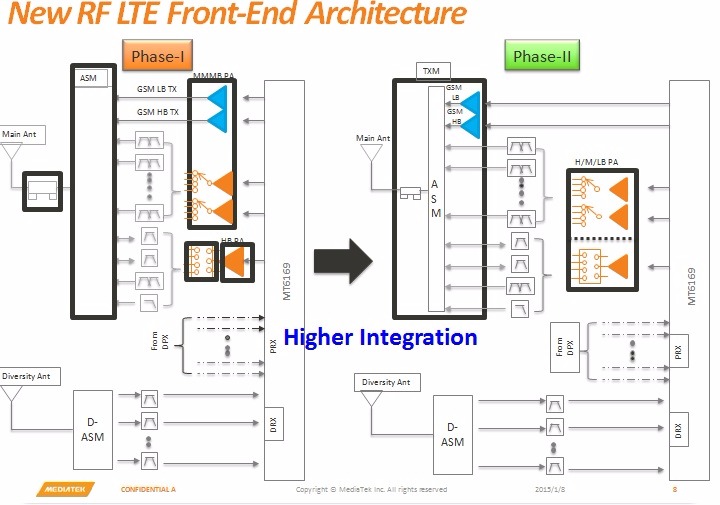 New RF LTE Front-End Architecture
Phase-I
Phase-II
ASM
MMMB PA
GSM LB TX
GSM HB TX
Main Ant
HB PA
MT6169
From
DPX
PRX
Diversity Ant
D-
ASM
DRX
Higher Integration
TXM
GSM
LB
GSM
HB
Main Ant
A
S
M
H/M/LB PA
MT6169
From
DPX
PRX
Diversity Ant
D-
ASM
DRX
MEDIATEK
CONFIDENTIAL A
Copyright © MediaTek Inc. All rights reserved
2015/1/8
8